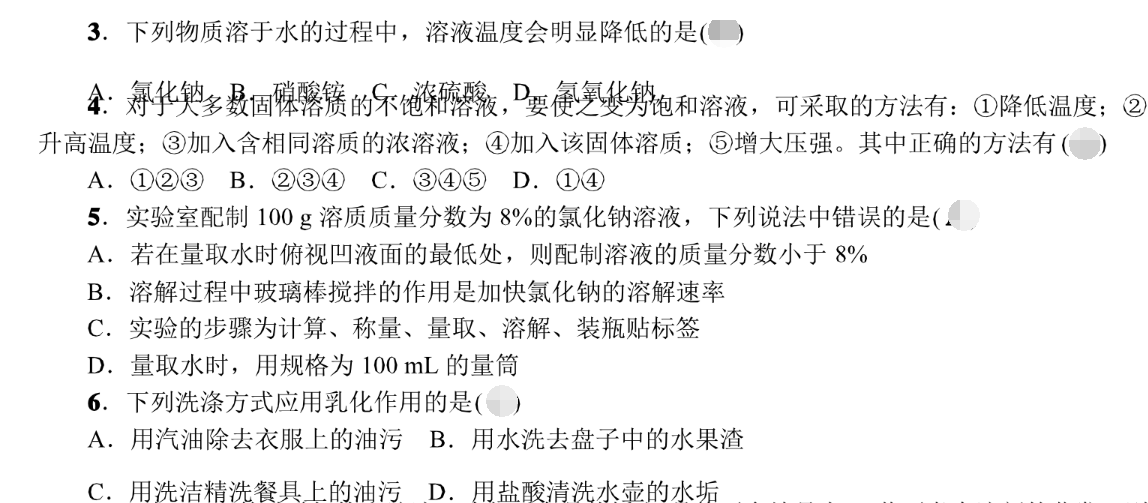 3. 下列物质溶于水的过程中，溶液温度会明显降低的是( )
A. 氯化钠 B. 硝酸铵 C. 浓硫酸 D. 氢氧化钠
4. 对于大多数固体溶质的不饱和溶液，要使之变为饱和溶液，可采取的方法有：①降低温度；②
升高温度；③加入含相同溶质的浓溶液；④加入该固体溶质；⑤增大压强。其中正确的方法有( )
A. ①②③ B. ②③④ C. ③④⑤ D. ①④
5. 实验室配制 100 g 溶质质量分数为 8%的氯化钠溶液，下列说法中错误的是(
A. 若在量取水时俯视凹液面的最低处，则配制溶液的质量分数小于 8%
B. 溶解过程中玻璃棒搅拌的作用是加快氯化钠的溶解速率
C. 实验的步骤为计算、称量、量取、溶解、装瓶贴标签
D. 量取水时，用规格为 100 mL 的量筒
6. 下列洗涤方式应用乳化作用的是( )
A. 用汽油除去衣服上的油污 B. 用水洗去盘子中的水果渣
C. 用洗洁精洗餐具上的油污 D. 用盐酸清洗水壶的水垢